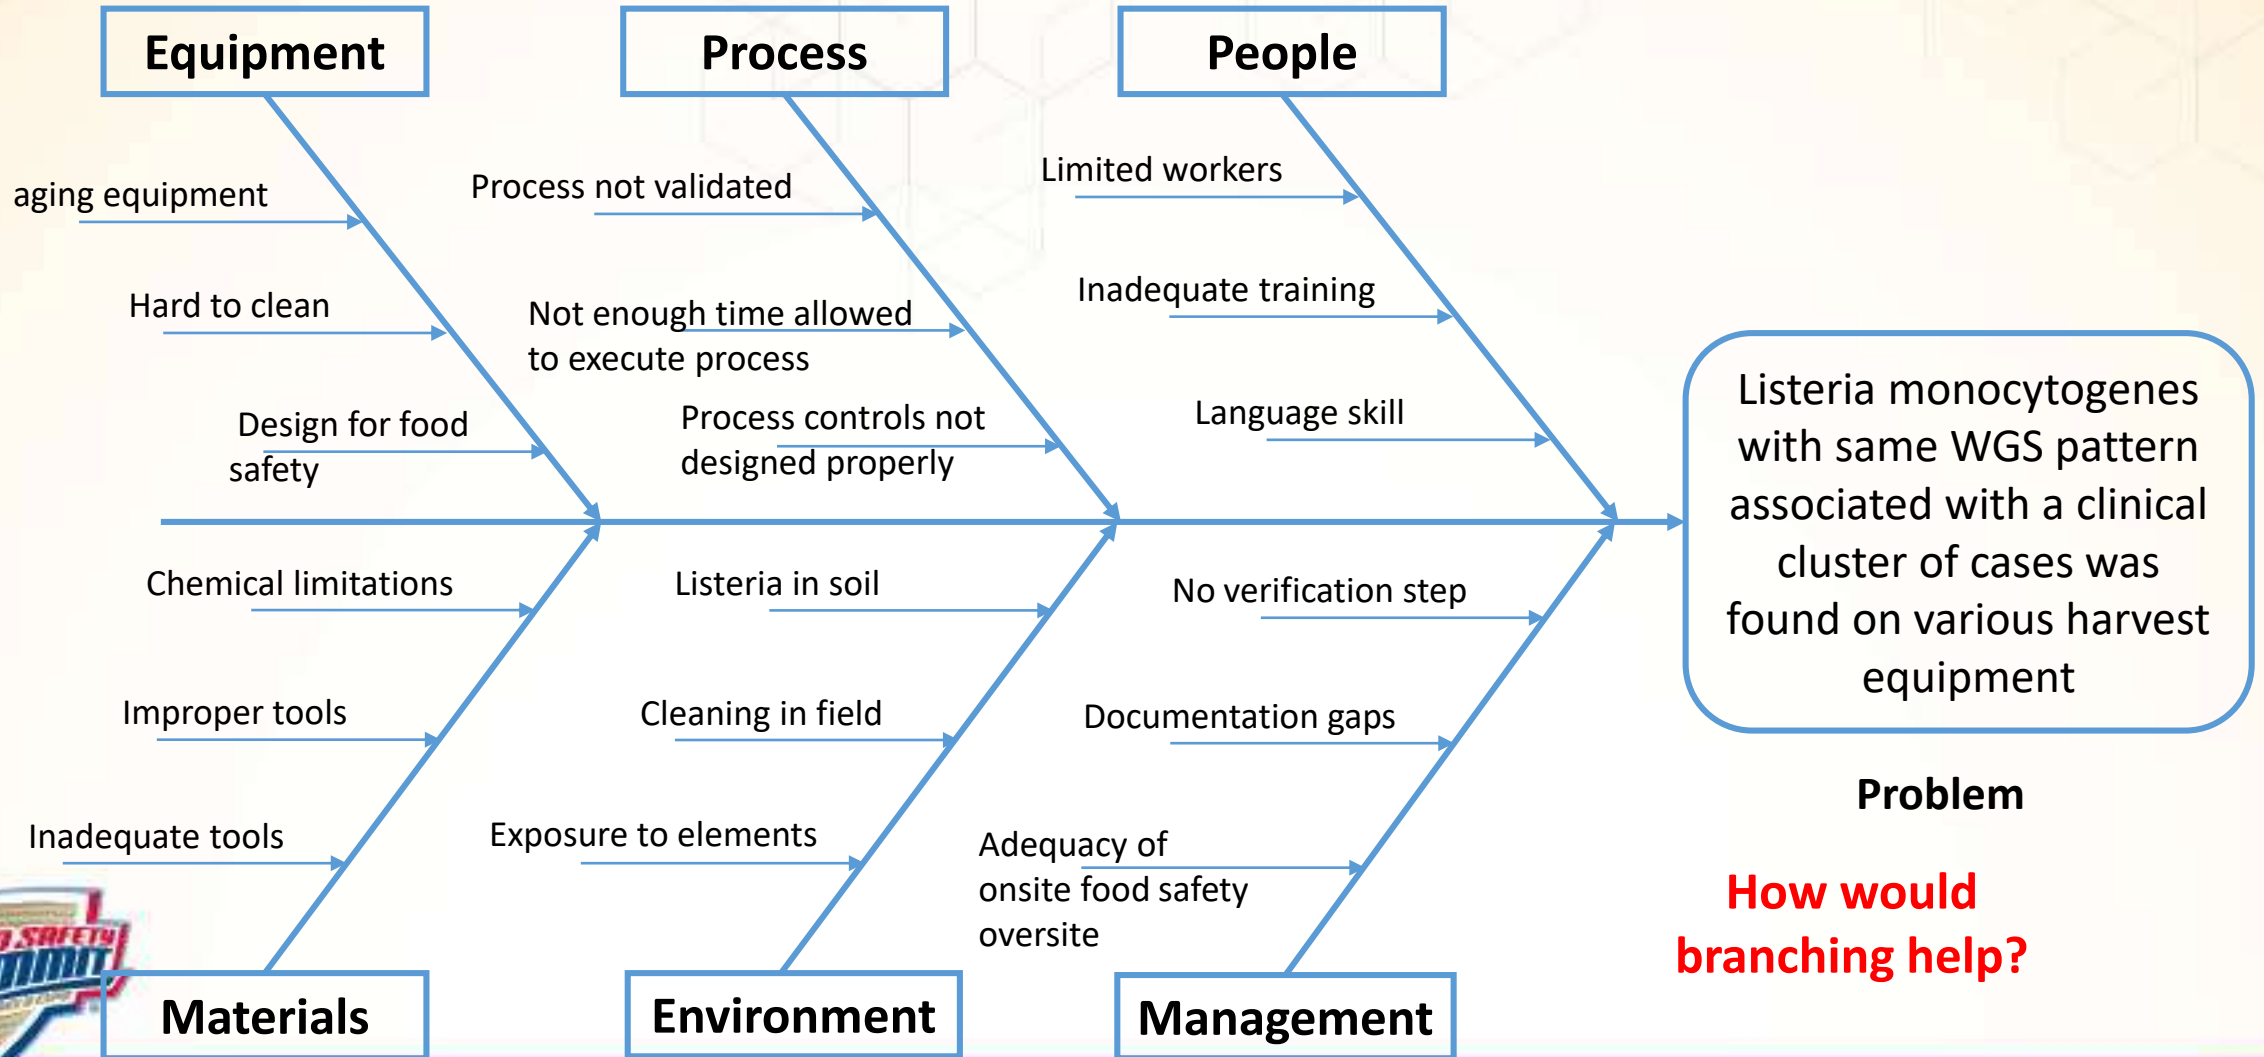 Equipment
Process
People
aging equipment
Hard to clean
Design for food
safety
Process not validated
Not enough time allowed
to execute process
Process controls not
designed properly
Limited workers
Inadequate training
Language skill
Listeria monocytogenes
with same WGS pattern
associated with a clinical
cluster of cases was
found on various harvest
equipment
Problem
How would
branching help?
Chemical limitations
Improper tools
Inadequate tools
Listeria in soil
Cleaning in field
Exposure to elements
No verification step
Documentation gaps
Adequacy of
onsite food safety
oversite
SAFETY
Materials
Environment
Management